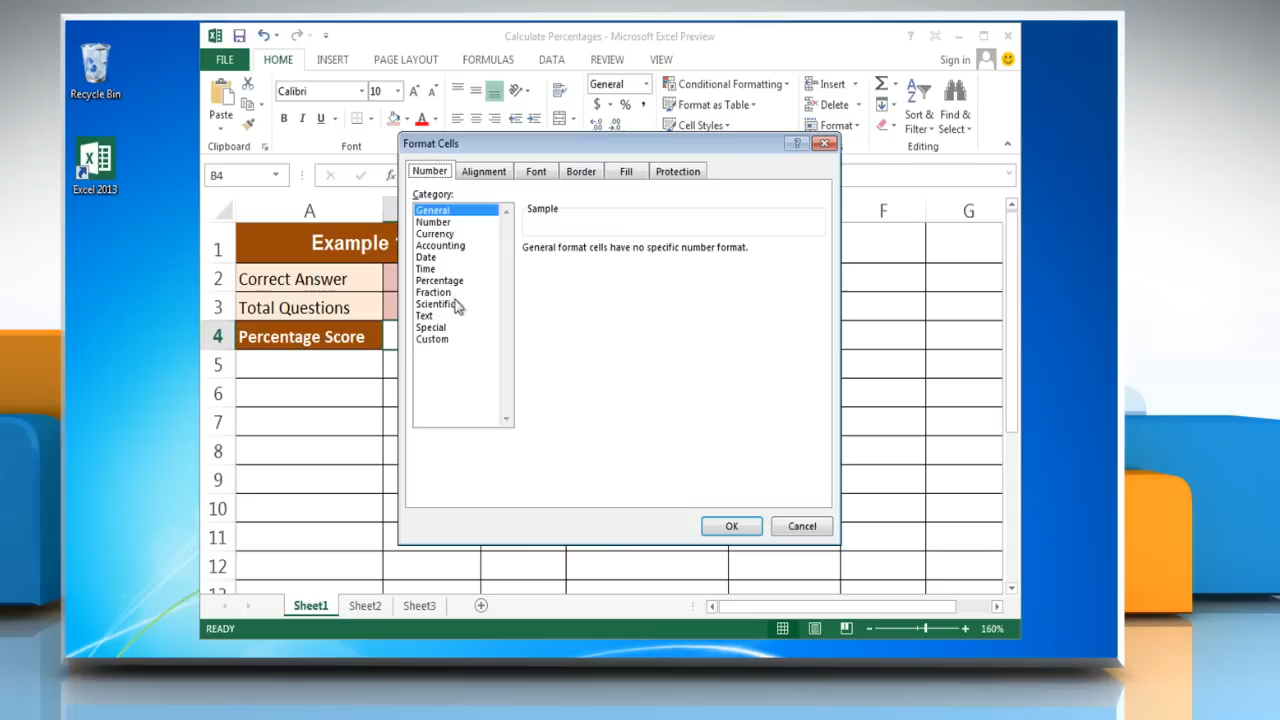 Calculate Percentages - Microsoft Excel Preview
?
FILE HOME INSERT PAGE LAYOUT FORMULAS DATA REVIEW VIEW Sign in
Recycle Bin
Paste
Calibri 10
B I U
General
$ % ,
Conditional Formatting
Format as Table
Cell Styles
Insert
Delete
Format
Sort & Filter
Find & Select
Clipboard Font Editing
Excel 2013
B4
fx
Format Cells
?
Number Alignment Font Border Fill Protection
Category:
General
Number
Currency
Accounting
Date
Time
Percentage
Fraction
Scientific
Text
Special
Custom
Sample
General format cells have no specific number format.
OK Cancel
A F G
1 Example
2 Correct Answer
3 Total Questions
4 Percentage Score
5
6
7
8
9
10
11
12
Sheet1 Sheet2 Sheet3
READY 160%